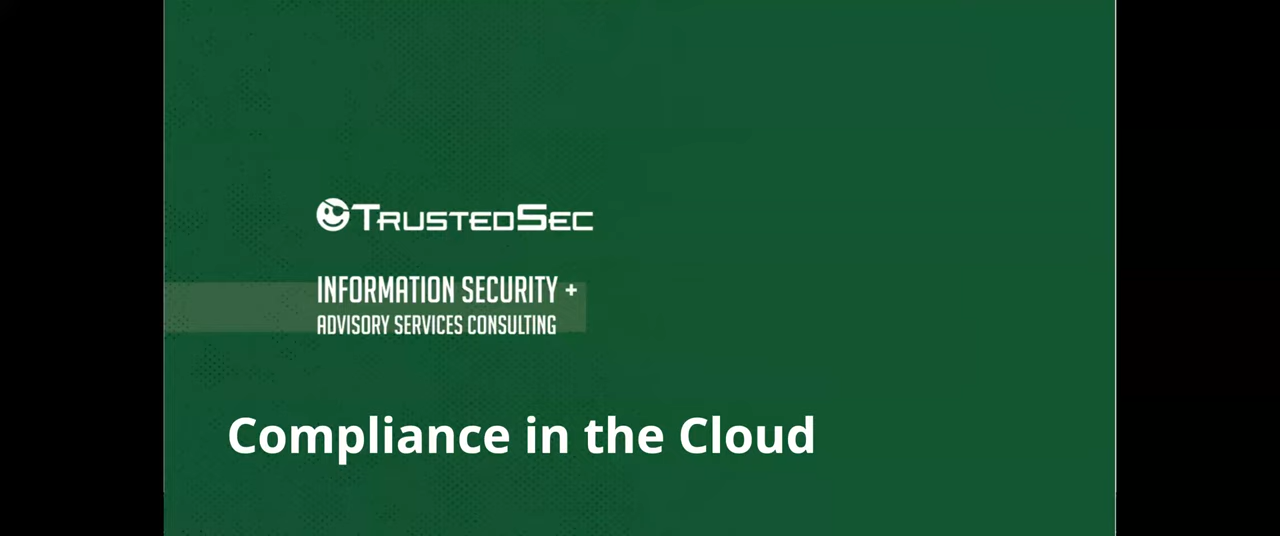 TRUSTEDSEC
INFORMATION SECURITY +
ADVISORY SERVICES CONSULTING
Compliance in the Cloud